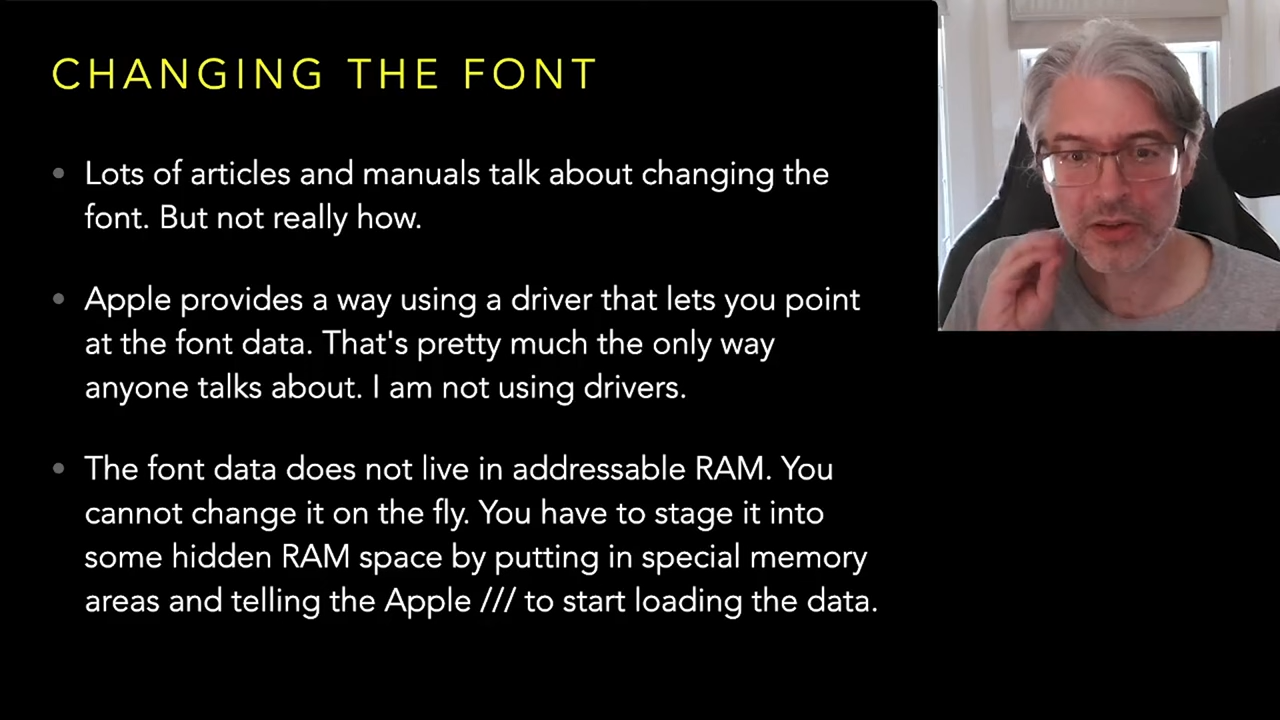 CHANGING THE FONT
Lots of articles and manuals talk about changing the
font. But not really how.
Apple provides a way using a driver that lets you point
at the font data. That's pretty much the only way
anyone talks about. I am not using drivers.
The font data does not live in addressable RAM. You
cannot change it on the fly. You have to stage it into
some hidden RAM space by putting in special memory
areas and telling the Apple /// to start loading the data.